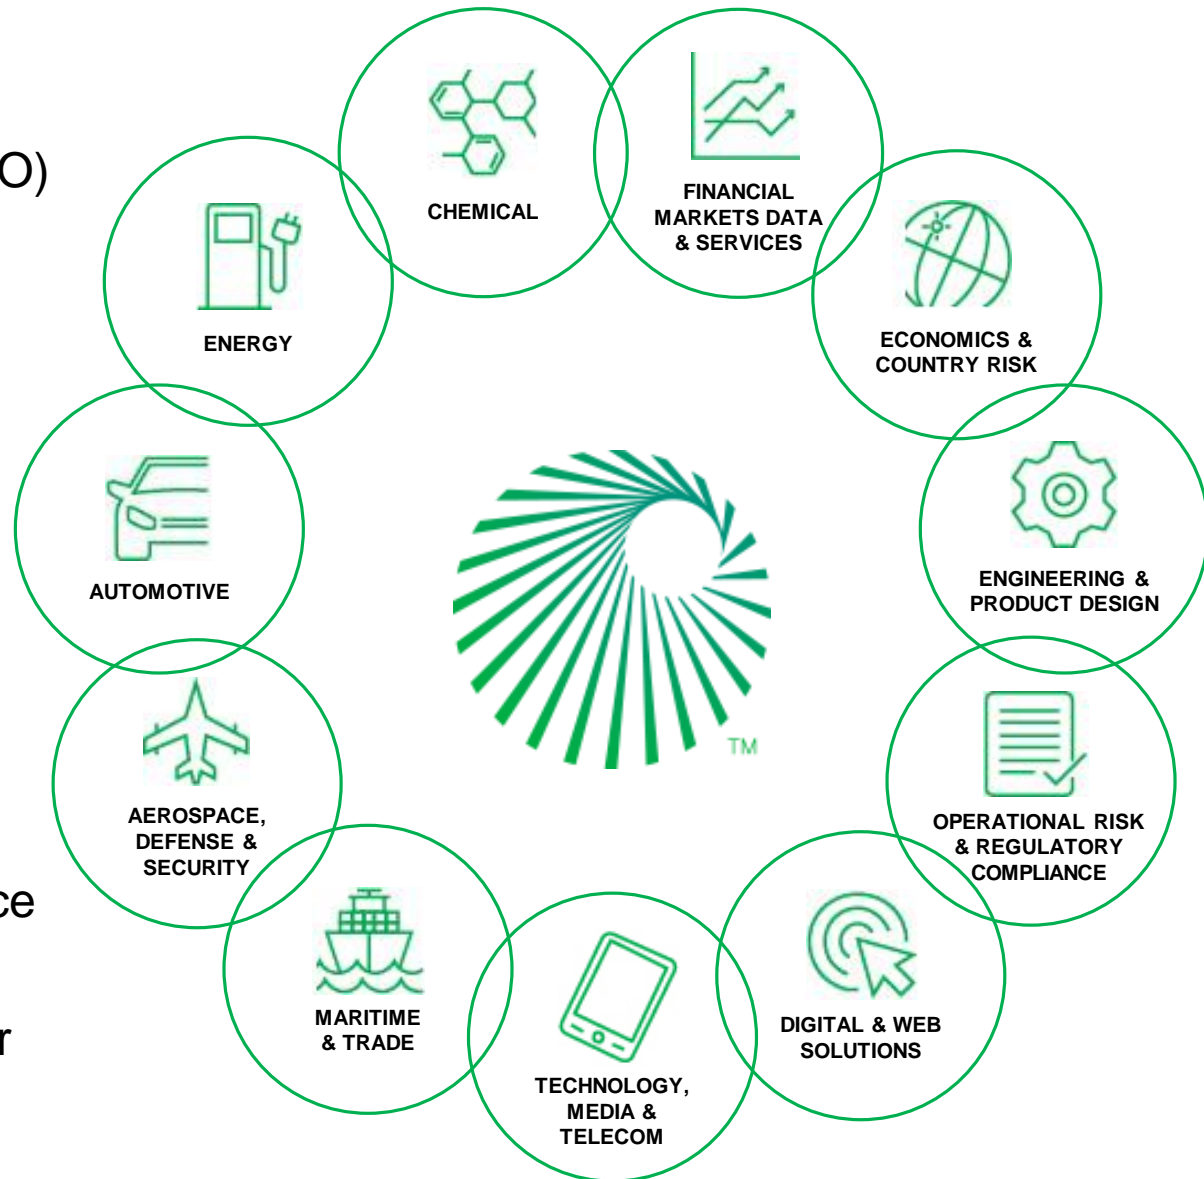 O)
CHEMICAL
FINANCIAL
MARKETS DATA
& SERVICES
ENERGY
ECONOMICS &
COUNTRY RISK
AUTOMOTIVE
ENGINEERING &
PRODUCT DESIGN
TM
AEROSPACE,
DEFENSE &
SECURITY
OPERATIONAL RISK
& REGULATORY
COMPLIANCE
ce
MARITIME
& TRADE
DIGITAL & WEB
SOLUTIONS
r
TECHNOLOGY,
MEDIA &
TELECOM